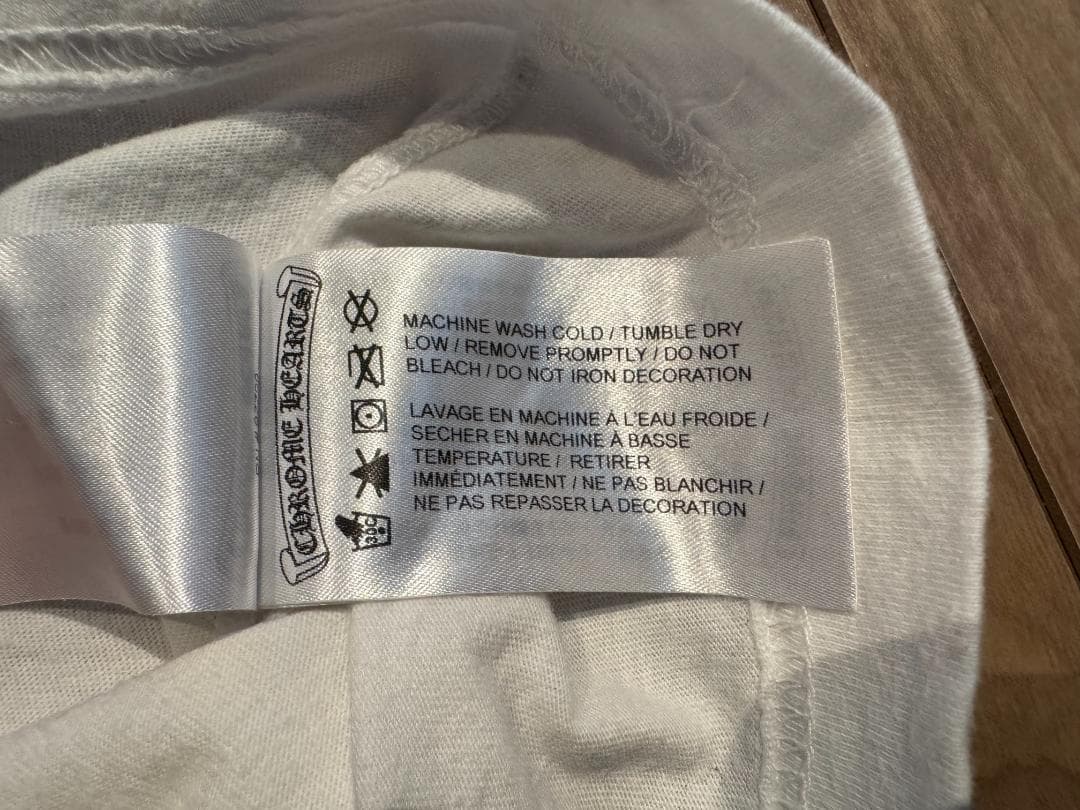 CHROME HEARTS
MACHINE WASH COLD / TUMBLE DRY
LOW / REMOVE PROMPTLY / DO NOT
BLEACH / DO NOT IRON DECORATION
LAVAGE EN MACHINE À L'EAU FROIDE /
SECHER EN MACHINE À BASSE
TEMPERATURE / RETIRER
IMMÉDIATEMENT / NE PAS BLANCHIR /
NE PAS REPASSER LA DECORATION
30C